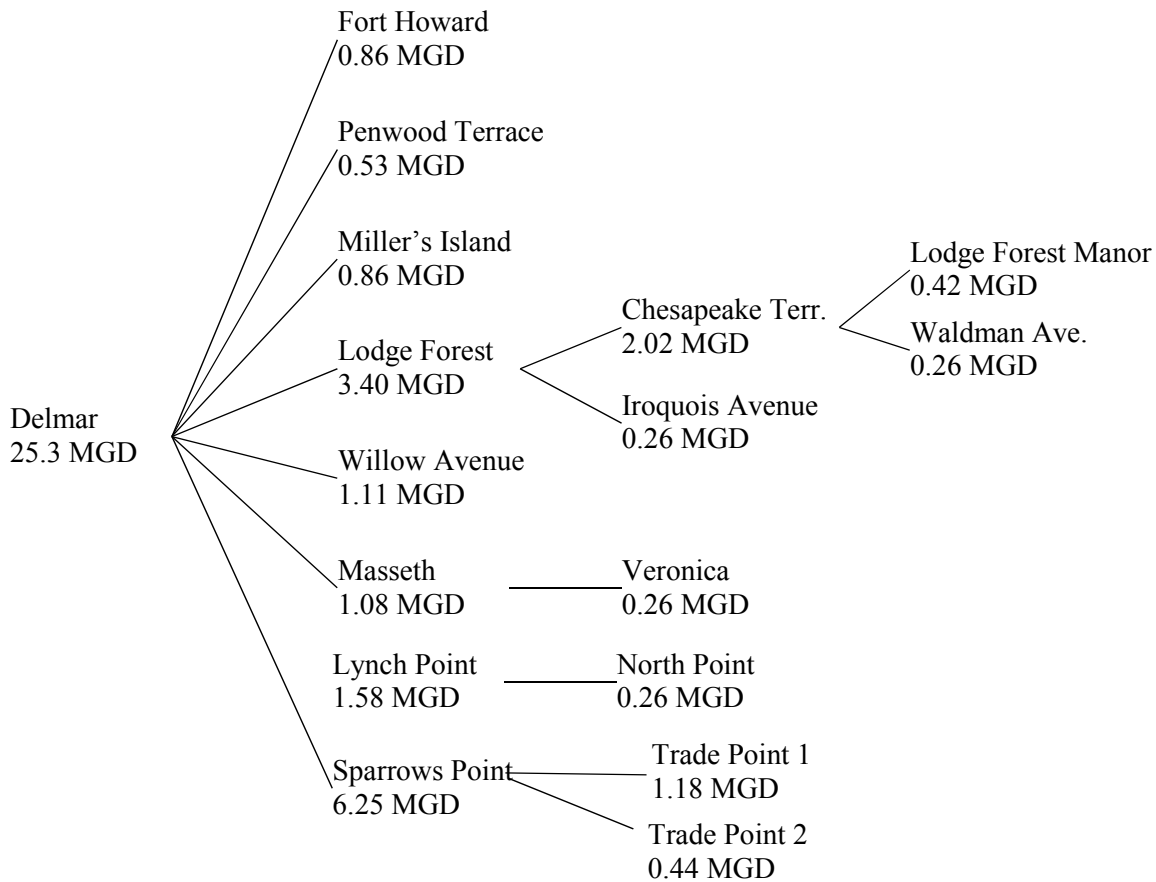 Fort Howard
0.86 MGD
Penwood Terrace
0.53 MGD
Miller’s Island
0.86 MGD
Lodge Forest Manor
0.42 MGD
Chesapeake Terr.
2.02 MGD
Waldman Ave.
0.26 MGD
Lodge Forest
3.40 MGD
Iroquois Avenue
0.26 MGD
Delmar
25.3 MGD
Willow Avenue
1.11 MGD
Masseth
1.08 MGD
Veronica
0.26 MGD
Lynch Point
1.58 MGD
North Point
0.26 MGD
Sparrows Point
6.25 MGD
Trade Point 1
1.18 MGD
Trade Point 2
0.44 MGD